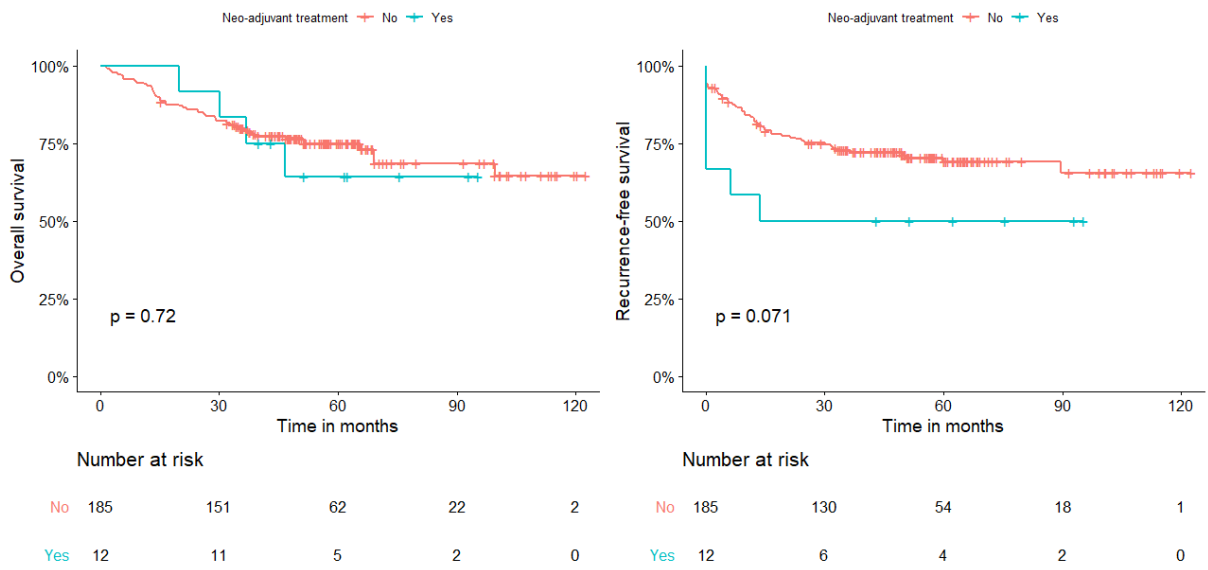 Neo-adjuvant treatment No Yes
Overall survival
100%
75%
50%
25%
0%
p = 0.72
0 30 60 90 120
Time in months
Number at risk
No 185 151 62 22 2
Yes 12 11 5 2 0
Neo-adjuvant treatment No Yes
Recurrence-free survival
100%
75%
50%
25%
0%
p = 0.071
0 30 60 90 120
Time in months
Number at risk
No 185 130 54 18 1
Yes 12 6 4 2 0